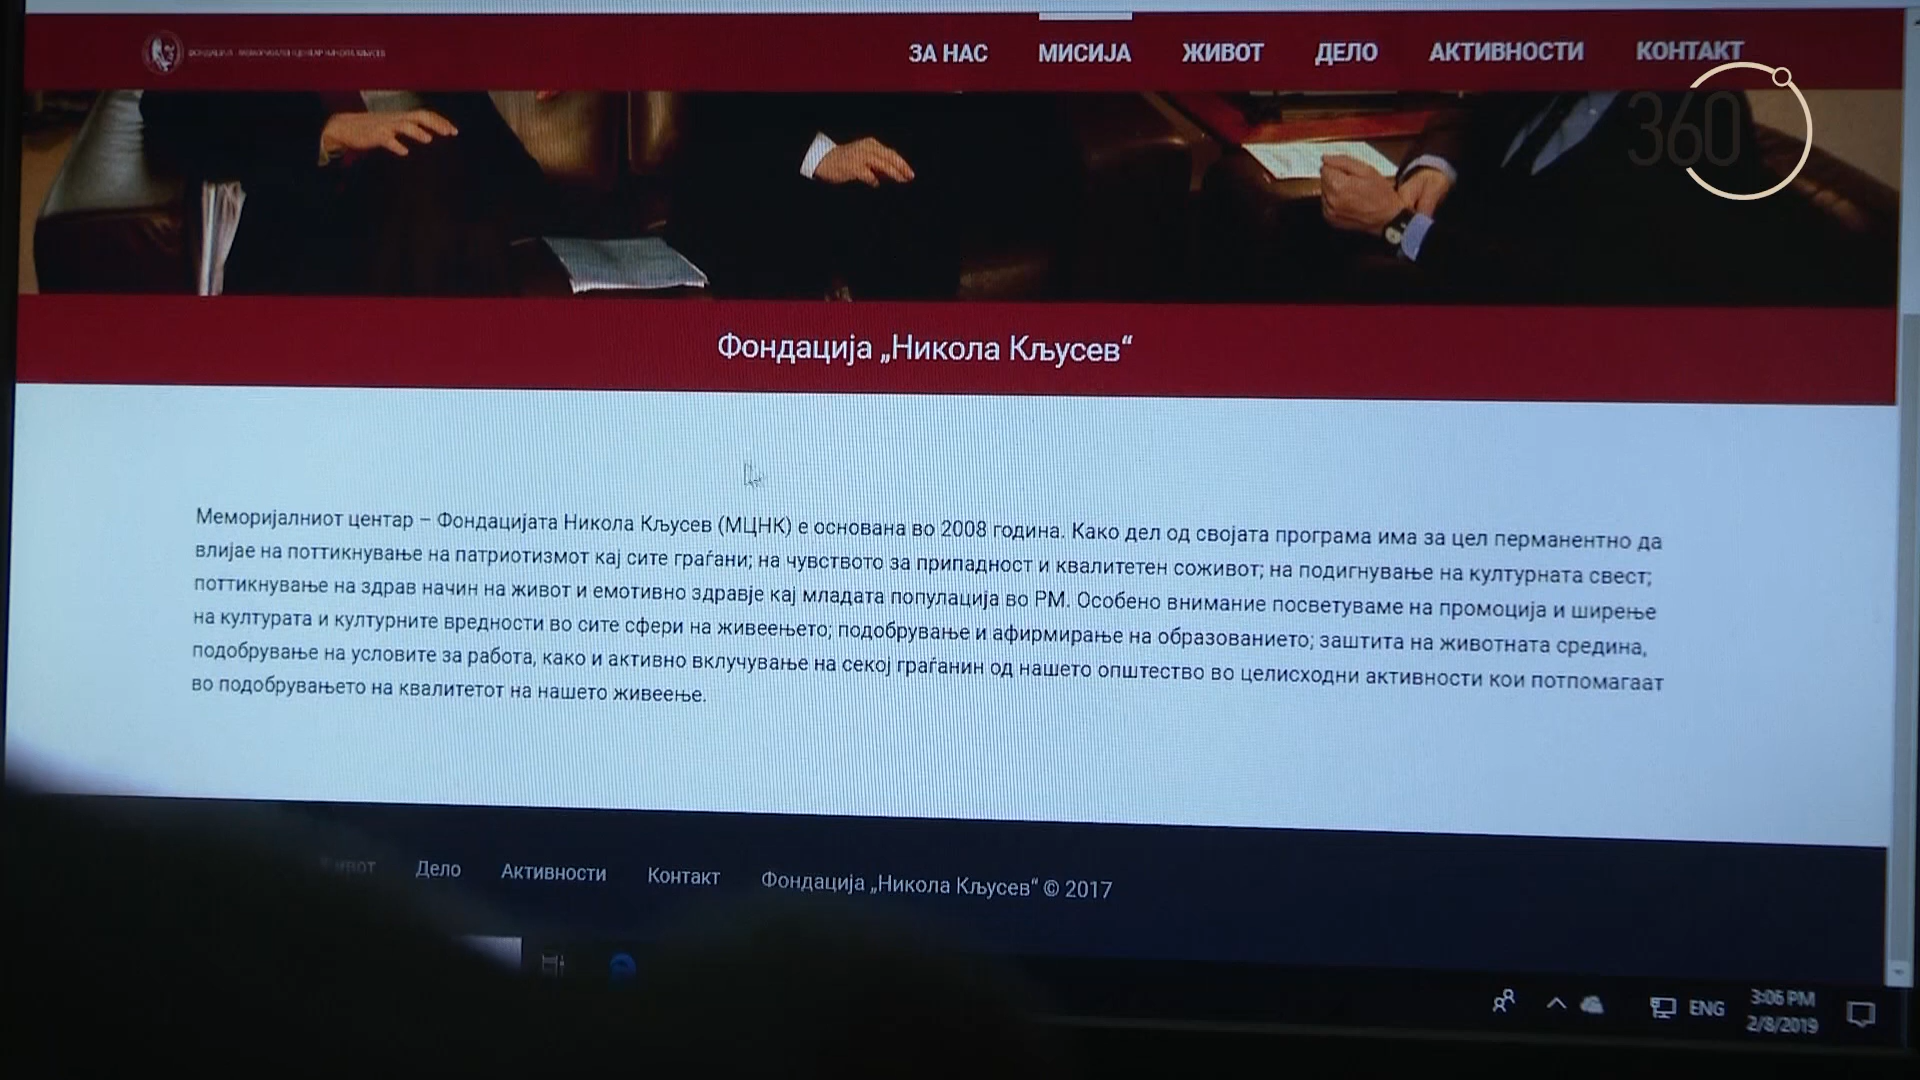 ФОНДАЦИЈА - МЕМОРИЈАЛЕН ЦЕНТАР НИКОЛА КЉУСЕВ
ЗА НАС МИСИЈА ЖИВОТ ДЕЛО АКТИВНОСТИ КОНТАКТ
360
Фондација „Никола Кљусев“
Меморијалниот центар – Фондацијата Никола Кљусев (МЦНК) е основана во 2008 година. Како дел од својата програма има за цел перманентно да
влијае на поттикнување на патриотизмот кај сите граѓани; на чувството за припадност и квалитетен соживот; на подигнување на културната свест;
поттикнување на здрав начин на живот и емотивно здравје кај младата популација во РМ. Особено внимание посветуваме на промоција и ширење
на културата и културните вредности во сите сфери на живеењето; подобрување и афирмирање на образованието; заштита на животната средина,
подобрување на условите за работа, како и активно вклучување на секој граѓанин од нашето општество во целисходни активности кои потпомагаат
во подобрувањето на квалитетот на нашето живеење.
Дело Активности Контакт Фондација „Никола Кљусев“ © 2017
ENG
3:06 PM
2/8/2019